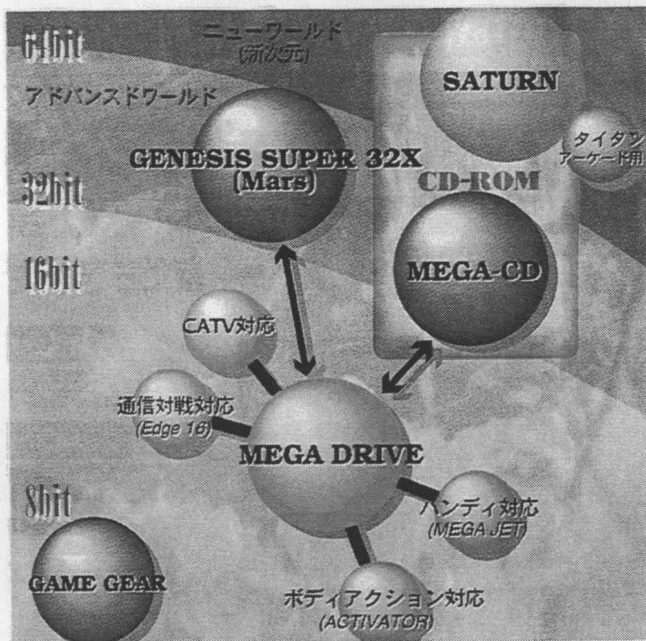 64bit
ニューワールド
(新次元)
アドバンスドワールド
SATURN
タイタン
アーケード用
GENESIS SUPER 32X
(Mars)
CD-ROM
32bit
16bit
MEGA-CD
CATV対応
通信対戦対応
(Edge 16)
MEGA DRIVE
8bit
ハンディ対応
(MEGA JET)
GAME GEAR
ボディアクション対応
(ACTIVATOR)